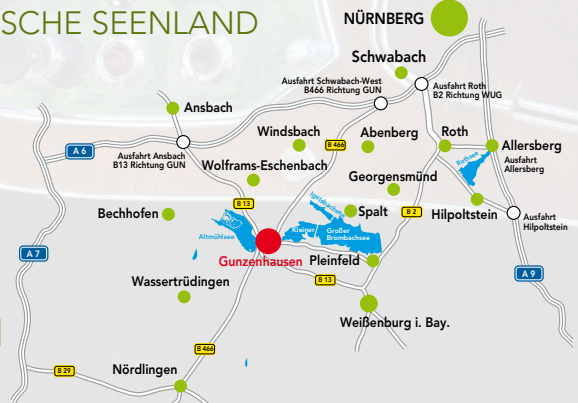 SCHE SEENLAND
NÜRNBERG
Schwabach
Ausfahrt Schwabach-West
B466 Richtung GUN
Ausfahrt Roth
B2 Richtung WUG
Ansbach
A 6
Ausfahrt Ansbach
B13 Richtung GUN
Windsbach
B 466
Abenberg
Roth
Allersberg
Ausfahrt
Allersberg
Rothsee
Wolframs-Eschenbach
Georgensmünd
B 13
Igelsbachsee
Spalt
B 2
Hilpoltstein
Ausfahrt
Hilpoltstein
Bechhofen
Altmühlsee
Kleiner
Großer
Brombachsee
A 7
Gunzenhausen
Pleinfeld
A 9
B 13
Wassertrüdingen
Weißenburg i. Bay.
B 466
B 29
Nördlingen